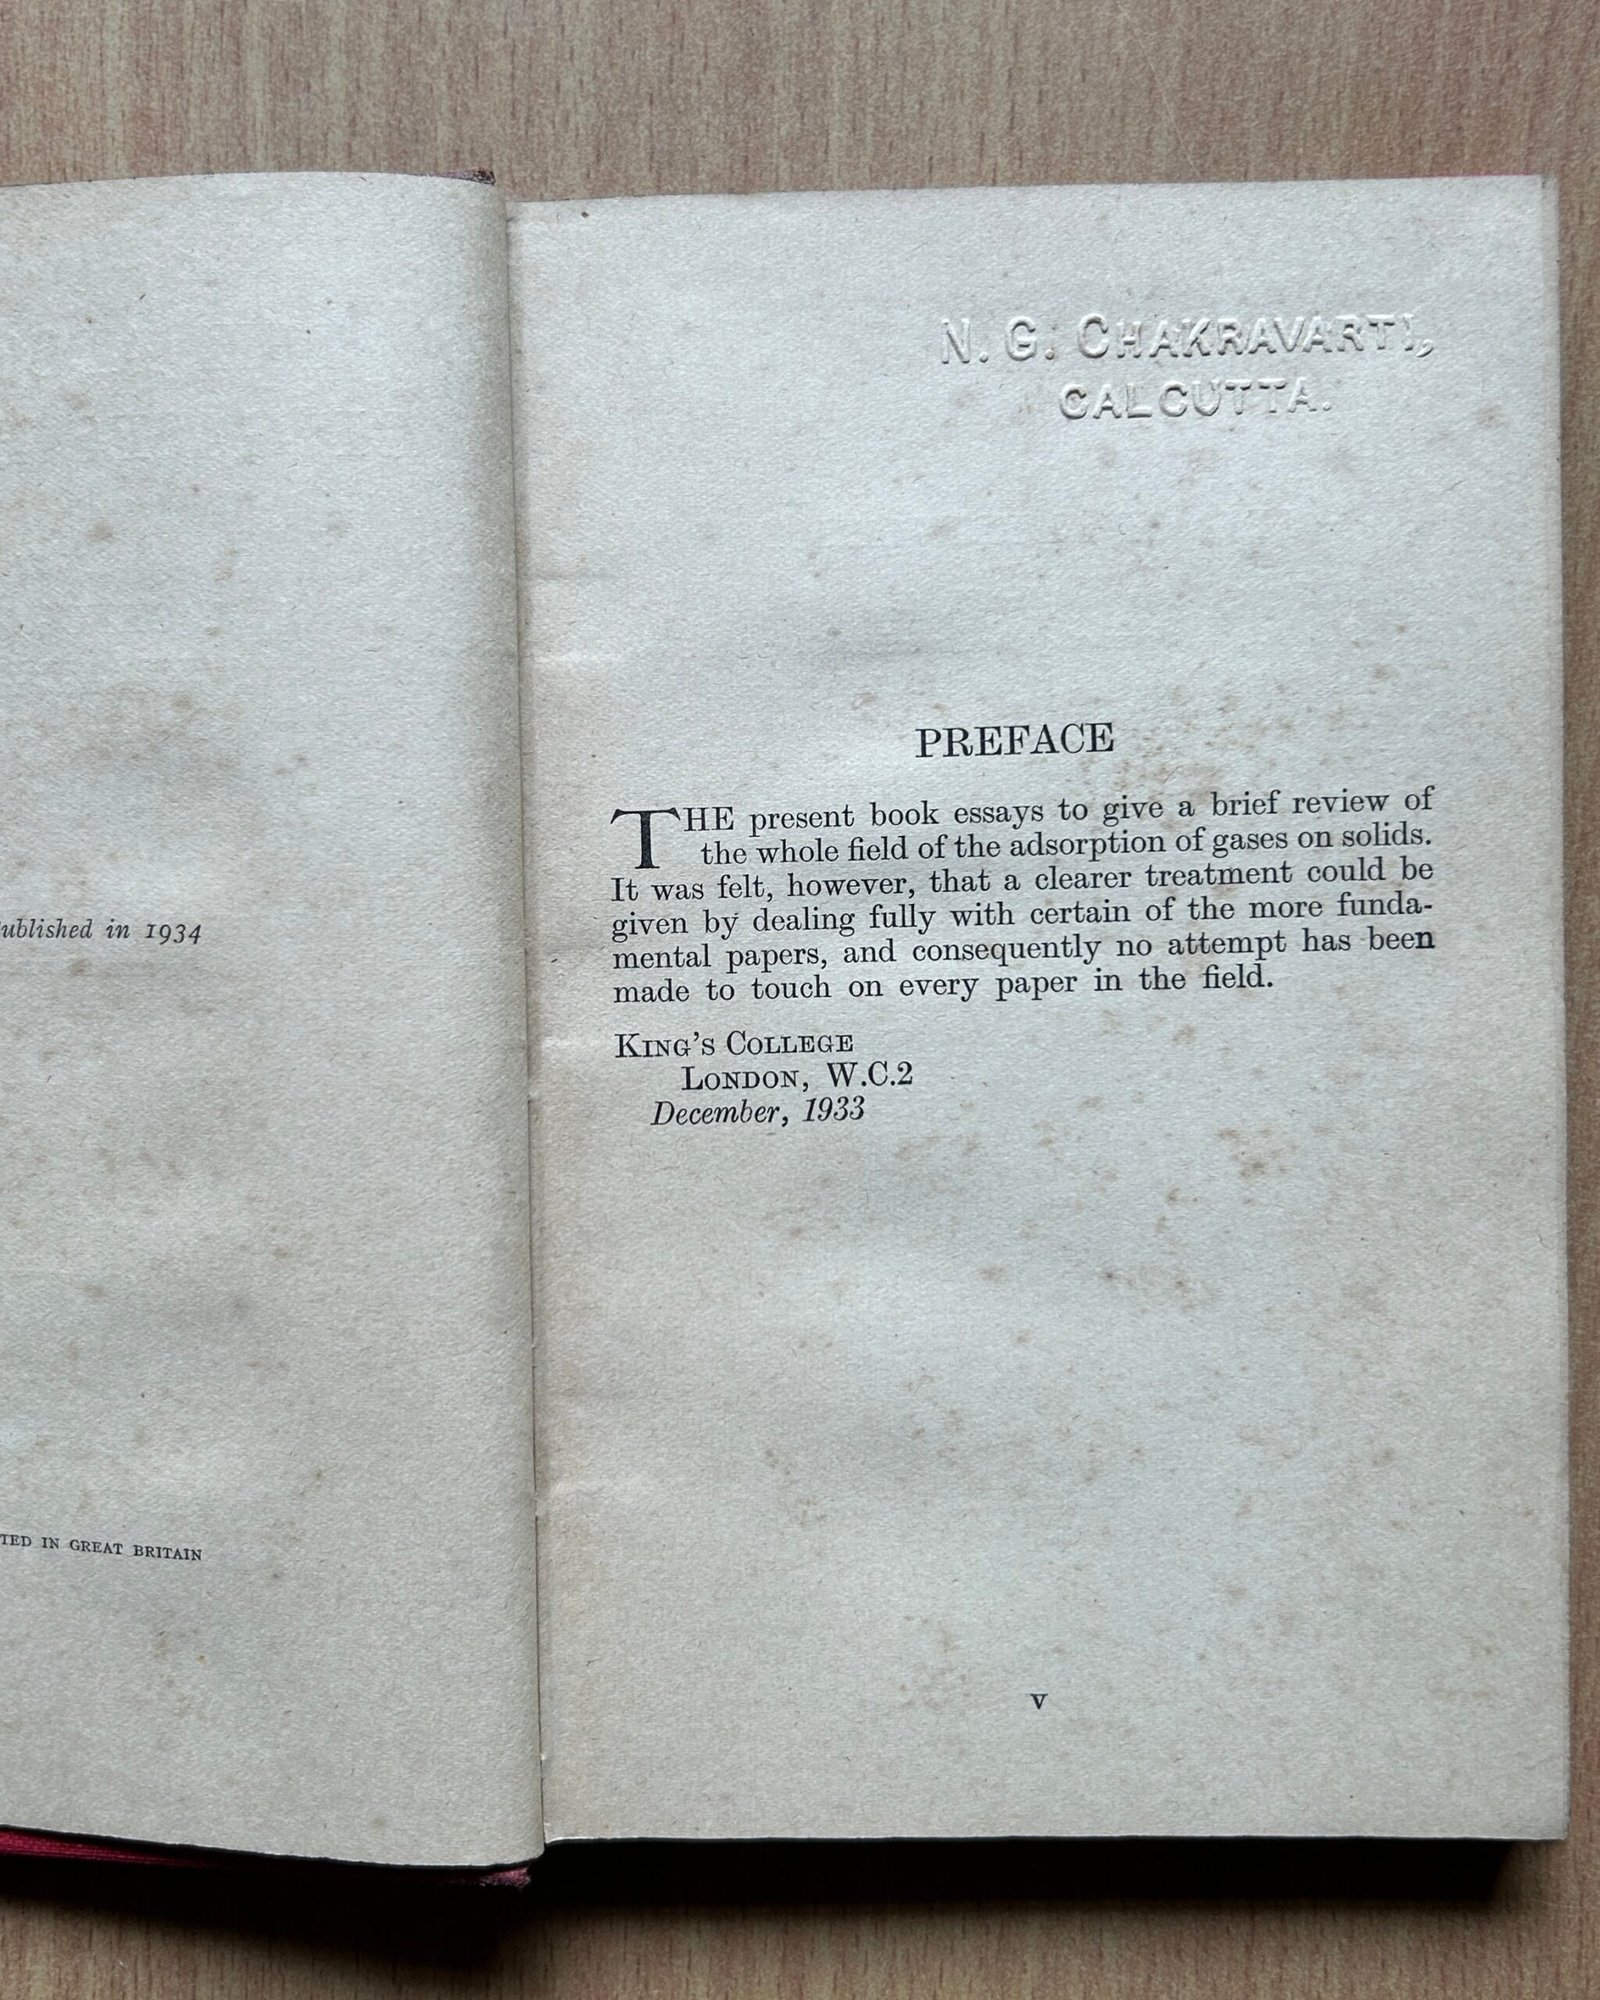 ublished in 1934
TED IN GREAT BRITAIN
N. G. CHAKRAVARTI,
CALCUTTA.
PREFACE
THE present book essays to give a brief review of
the whole field of the adsorption of gases on solids.
It was felt, however, that a clearer treatment could be
given by dealing fully with certain of the more funda-
mental papers, and consequently no attempt has been
made to touch on every paper in the field.
KING'S COLLEGE
LONDON, W.C.2
December, 1933
v